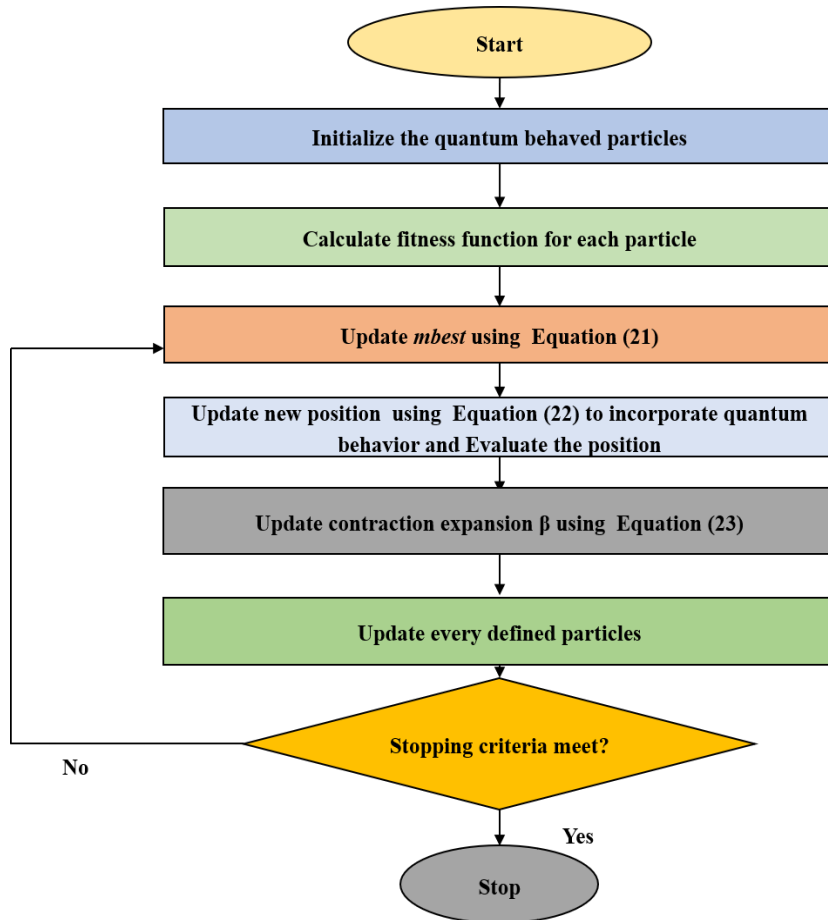 Start
Initialize the quantum behaved particles
Calculate fitness function for each particle
Update mbest using Equation (21)
Update new position using Equation (22) to incorporate quantum
behavior and Evaluate the position
Update contraction expansion β using Equation (23)
Update every defined particles
Stopping criteria meet?
No
Yes
Stop